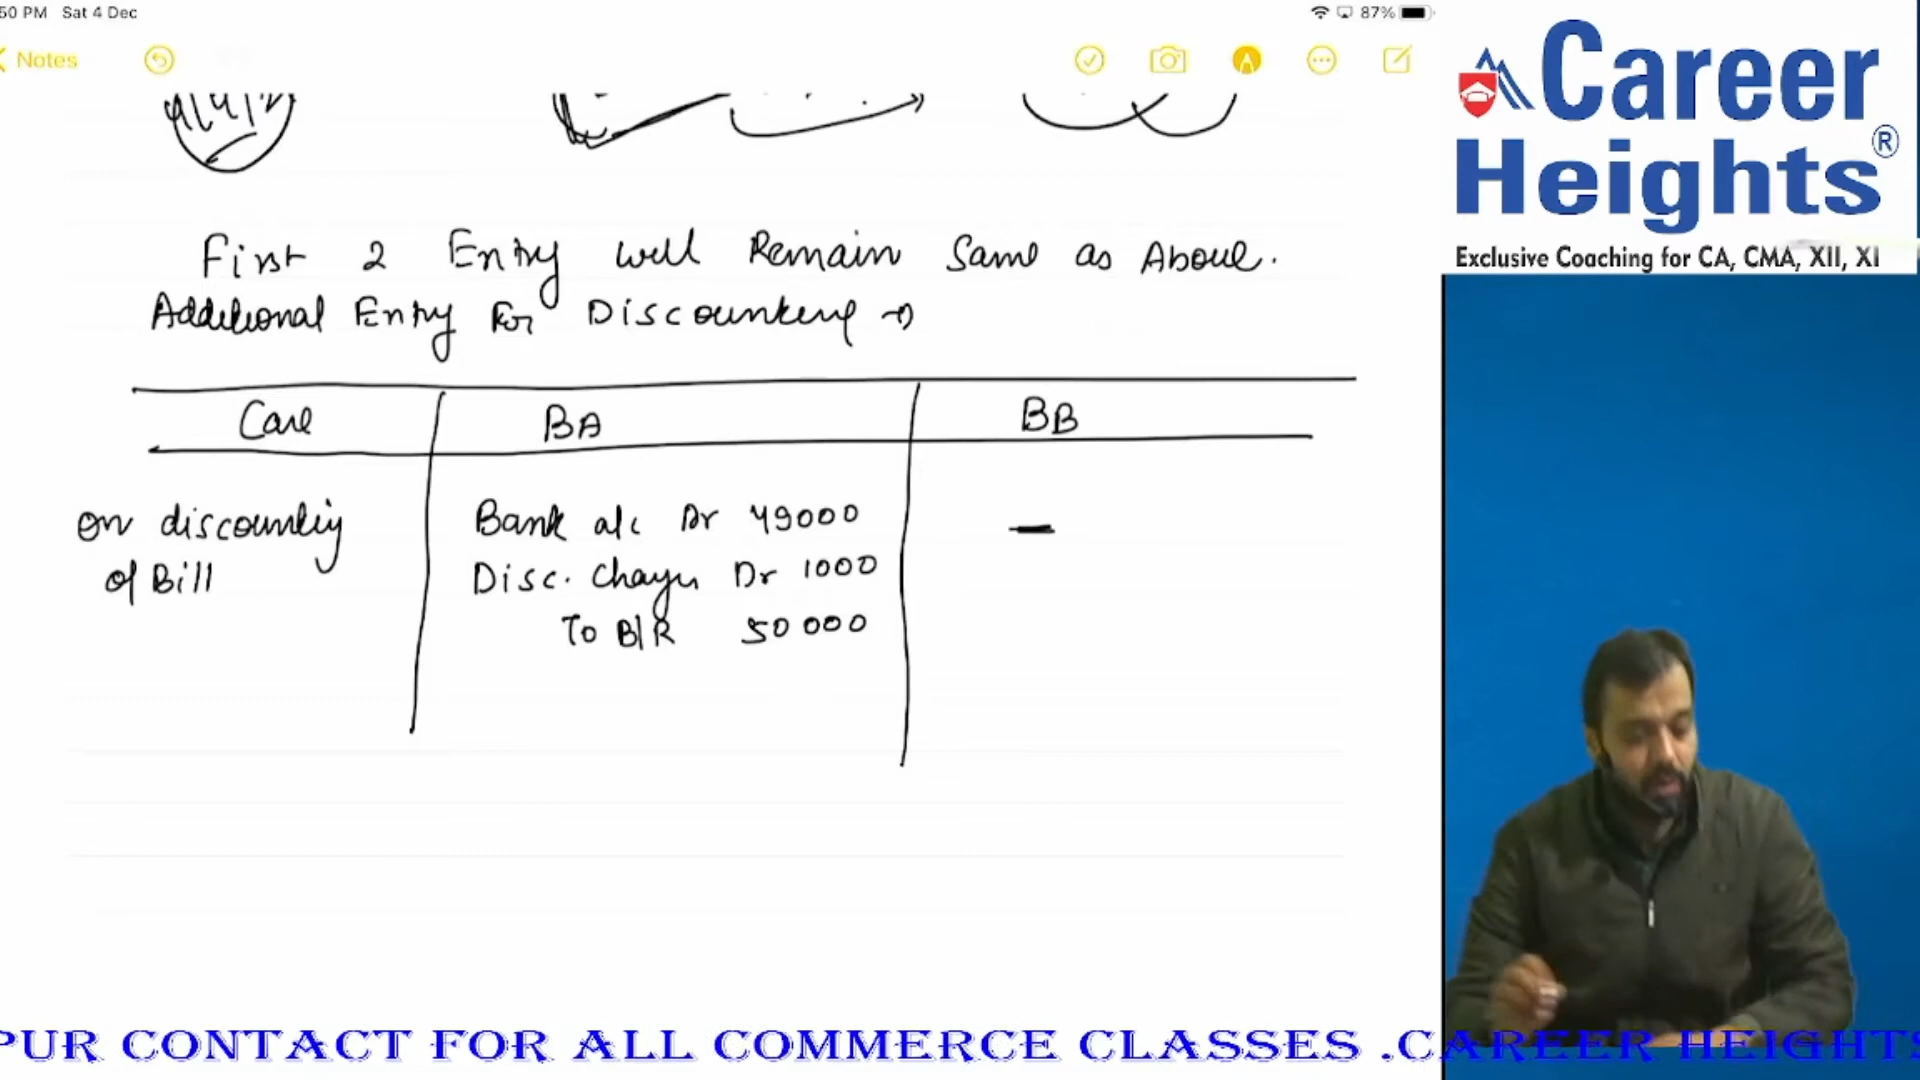 50 PM Sat 4 Dec
87%
Notes
Career
Heights®
Exclusive Coaching for CA, CMA, XII, XI
First 2 Entry will Remain Same as Above.
Additional Entry For Discounting →
Case BA BB
on discounting Bank a/c Dr 49000 —
of Bill Disc. Charges Dr 1000
To B/R 50000
PUR CONTACT FOR ALL COMMERCE CLASSES .CAREER HEIGHTS